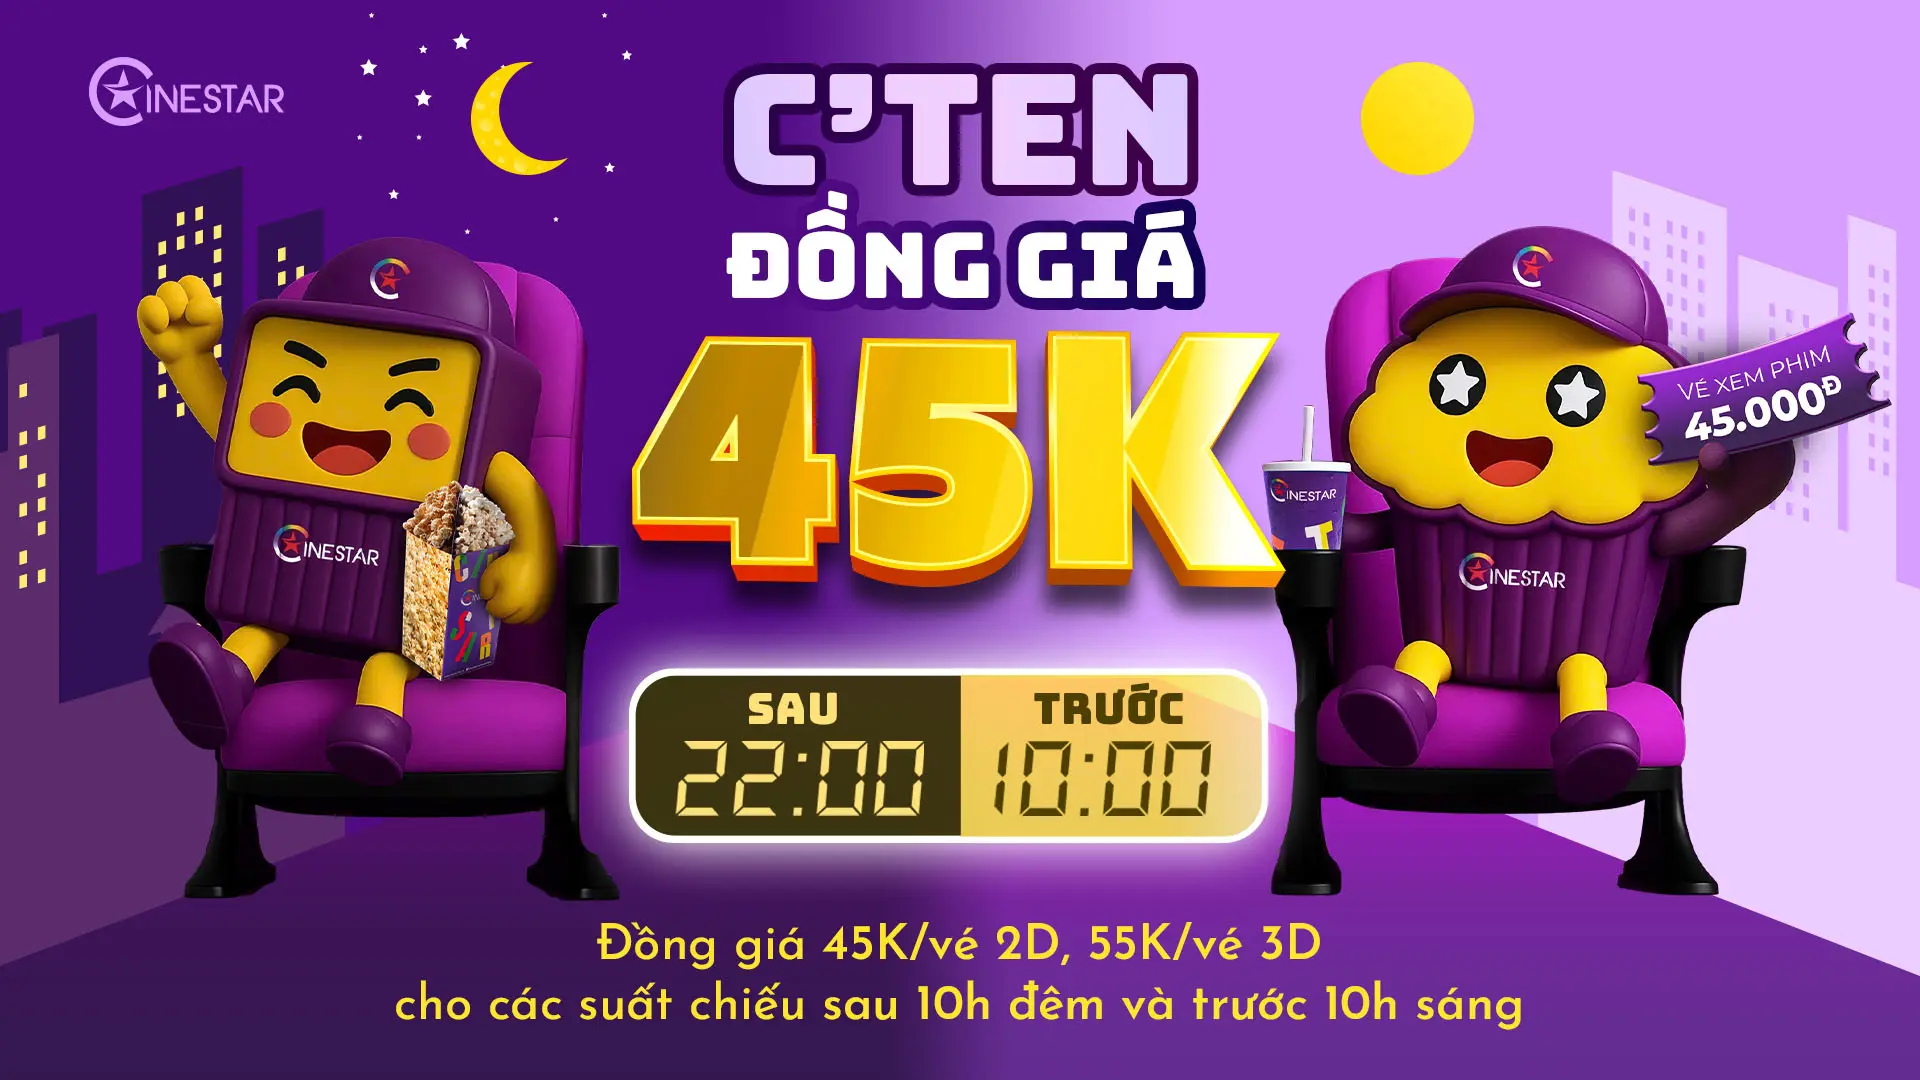 CINESTAR
C'TEN
ĐỒNG GIÁ
45K
VÉ XEM PHIM
45.000Đ
CINESTAR
CINESTAR
CINESTAR
SAU
22:00
TRƯỚC
10:00
Đồng giá 45K/vé 2D, 55K/vé 3D
cho các suất chiếu sau 10h đêm và trước 10h sáng